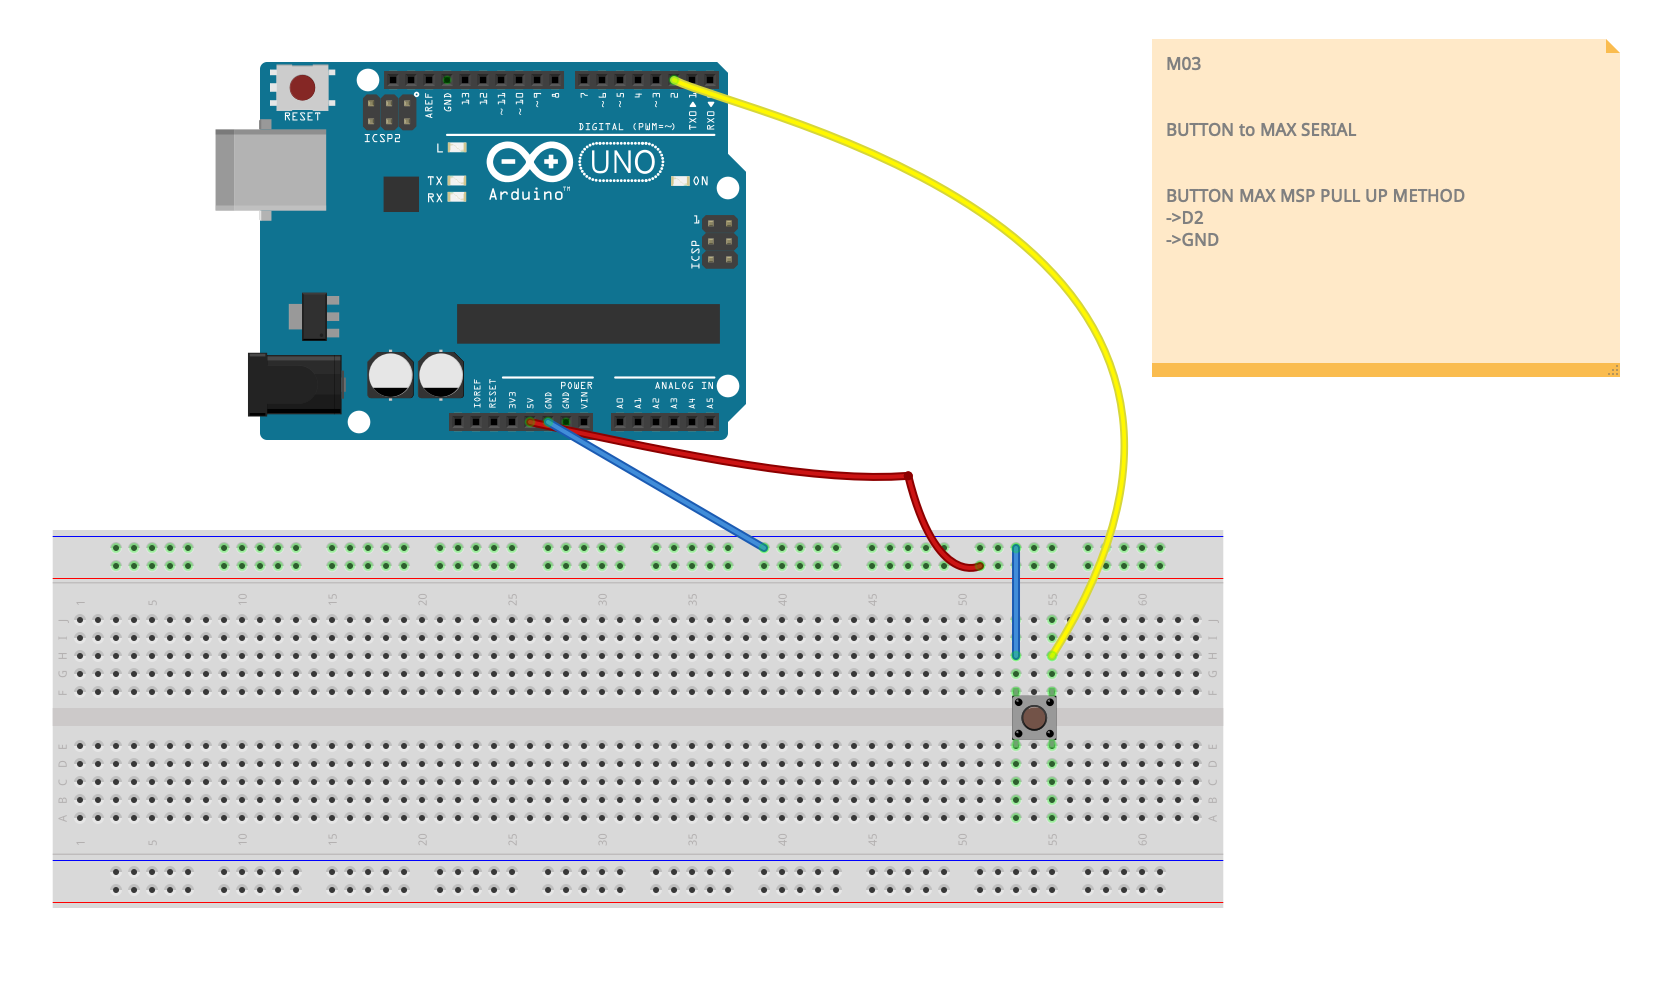 M03
BUTTON to MAX SERIAL
BUTTON MAX MSP PULL UP METHOD
->D2
->GND
RESET
ICSP2
AREF
GND
13
12
~11
~10
~9
8
7
~6
~5
4
~3
2
TX0 1
RX0
DIGITAL (PWM=~)
L
TX
RX
UNO
Arduino™
ON
1
ICSP
IOREF
RESET
3V3
5V
GND
GND
VIN
POWER
ANALOG IN
A0
A1
A2
A3
A4
A5
1 5 10 15 20 25 30 35 40 45 50 55 60
J J
I I
H H
G G
F F
E E
D D
C C
B B
A A
1 5 10 15 20 25 30 35 40 45 50 55 60